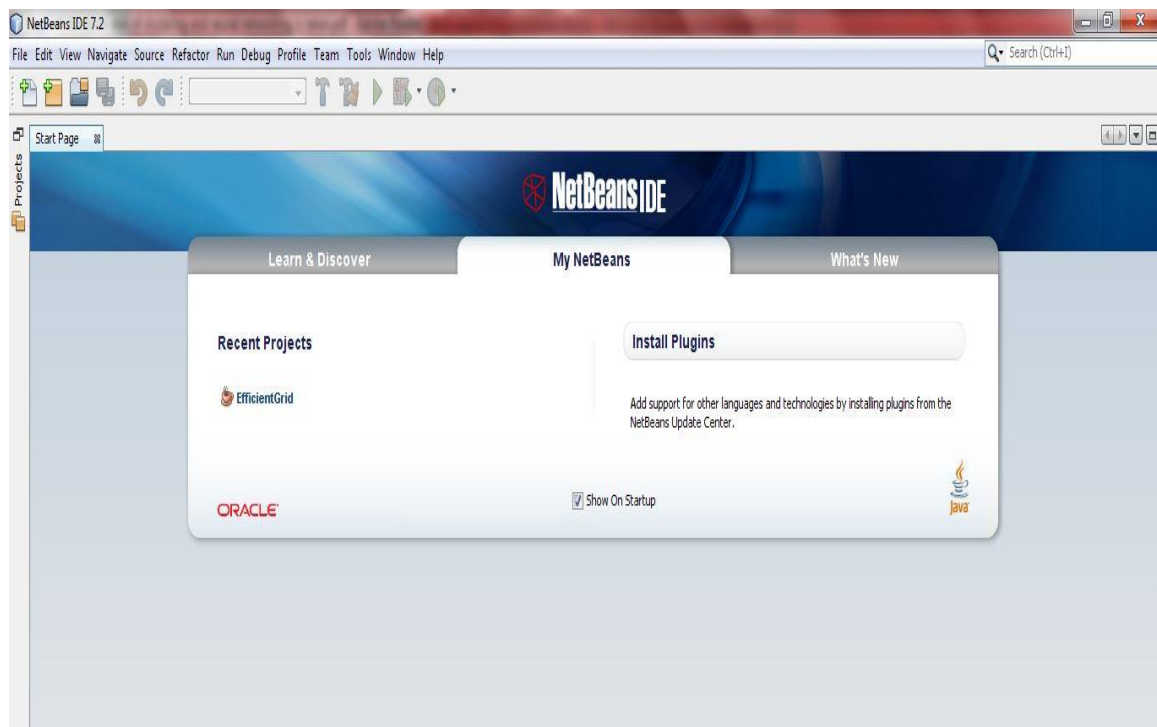 NetBeans IDE 7.2
File Edit View Navigate Source Refactor Run Debug Profile Team Tools Window Help
Search (Ctrl+I)
Start Page
Projects
NetBeans IDE
Learn & Discover
My NetBeans
What's New
Recent Projects
EfficientGrid
Install Plugins
Add support for other languages and technologies by installing plugins from the
NetBeans Update Center.
ORACLE
Show On Startup
Java